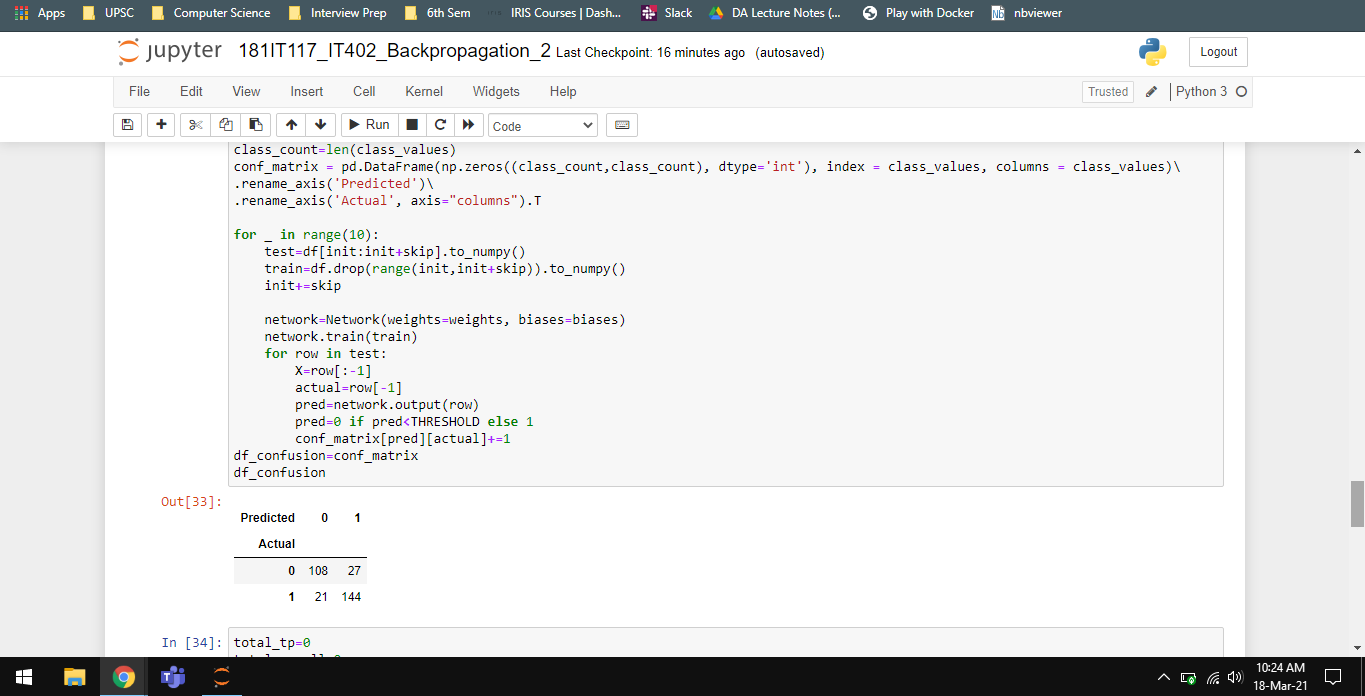 Apps UPSC Computer Science Interview Prep 6th Sem IRIS Courses | Dash... Slack DA Lecture Notes (... Play with Docker nbviewer
jupyter 181IT117_IT402_Backpropagation_2 Last Checkpoint: 16 minutes ago (autosaved) Logout
File Edit View Insert Cell Kernel Widgets Help Trusted Python 3
Run Code
class_count=len(class_values)
conf_matrix = pd.DataFrame(np.zeros((class_count,class_count), dtype='int'), index = class_values, columns = class_values)\
.rename_axis('Predicted')\
.rename_axis('Actual', axis="columns").T
for _ in range(10):
test=df[init:init+skip].to_numpy()
train=df.drop(range(init,init+skip)).to_numpy()
init+=skip
network=Network(weights=weights, biases=biases)
network.train(train)
for row in test:
X=row[:-1]
actual=row[-1]
pred=network.output(row)
pred=0 if pred<THRESHOLD else 1
conf_matrix[pred][actual]+=1
df_confusion=conf_matrix
df_confusion
Out[33]:
Predicted 0 1
Actual
0 108 27
1 21 144
In [34]: total_tp=0
10:24 AM
18-Mar-21